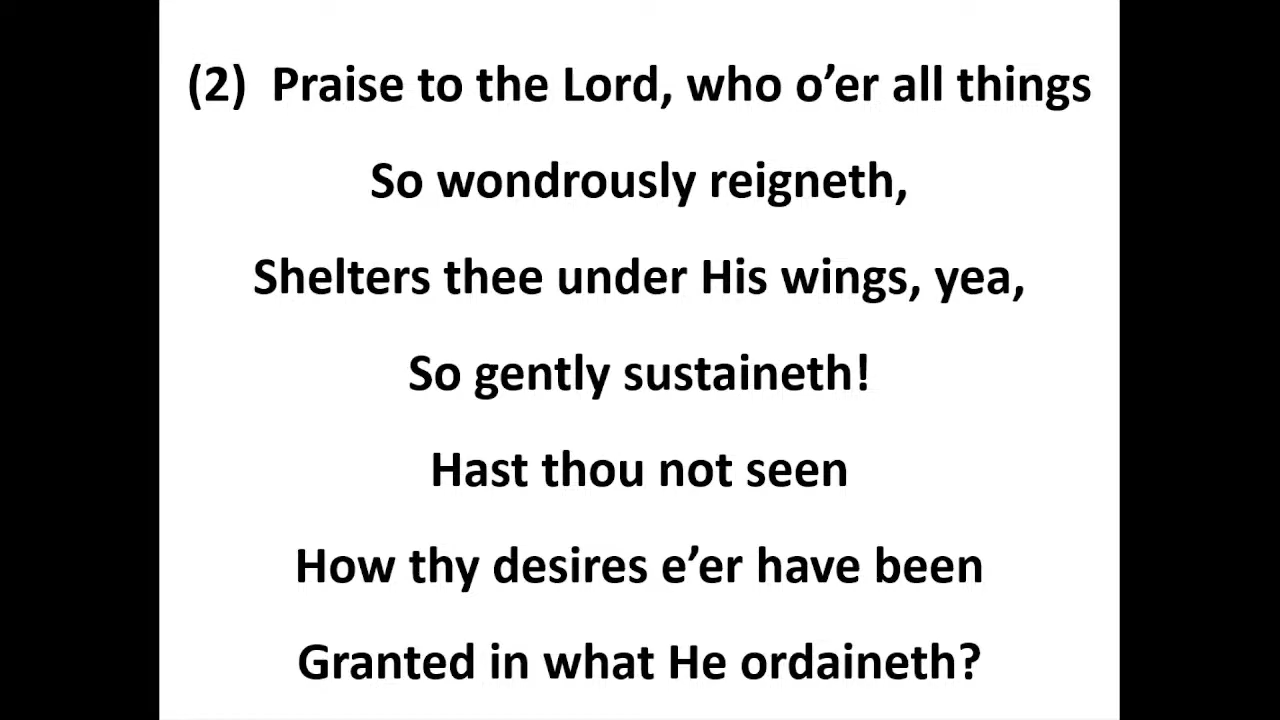 (2) Praise to the Lord, who o’er all things
So wondrously reigneth,
Shelters thee under His wings, yea,
So gently sustaineth!
Hast thou not seen
How thy desires e’er have been
Granted in what He ordaineth?